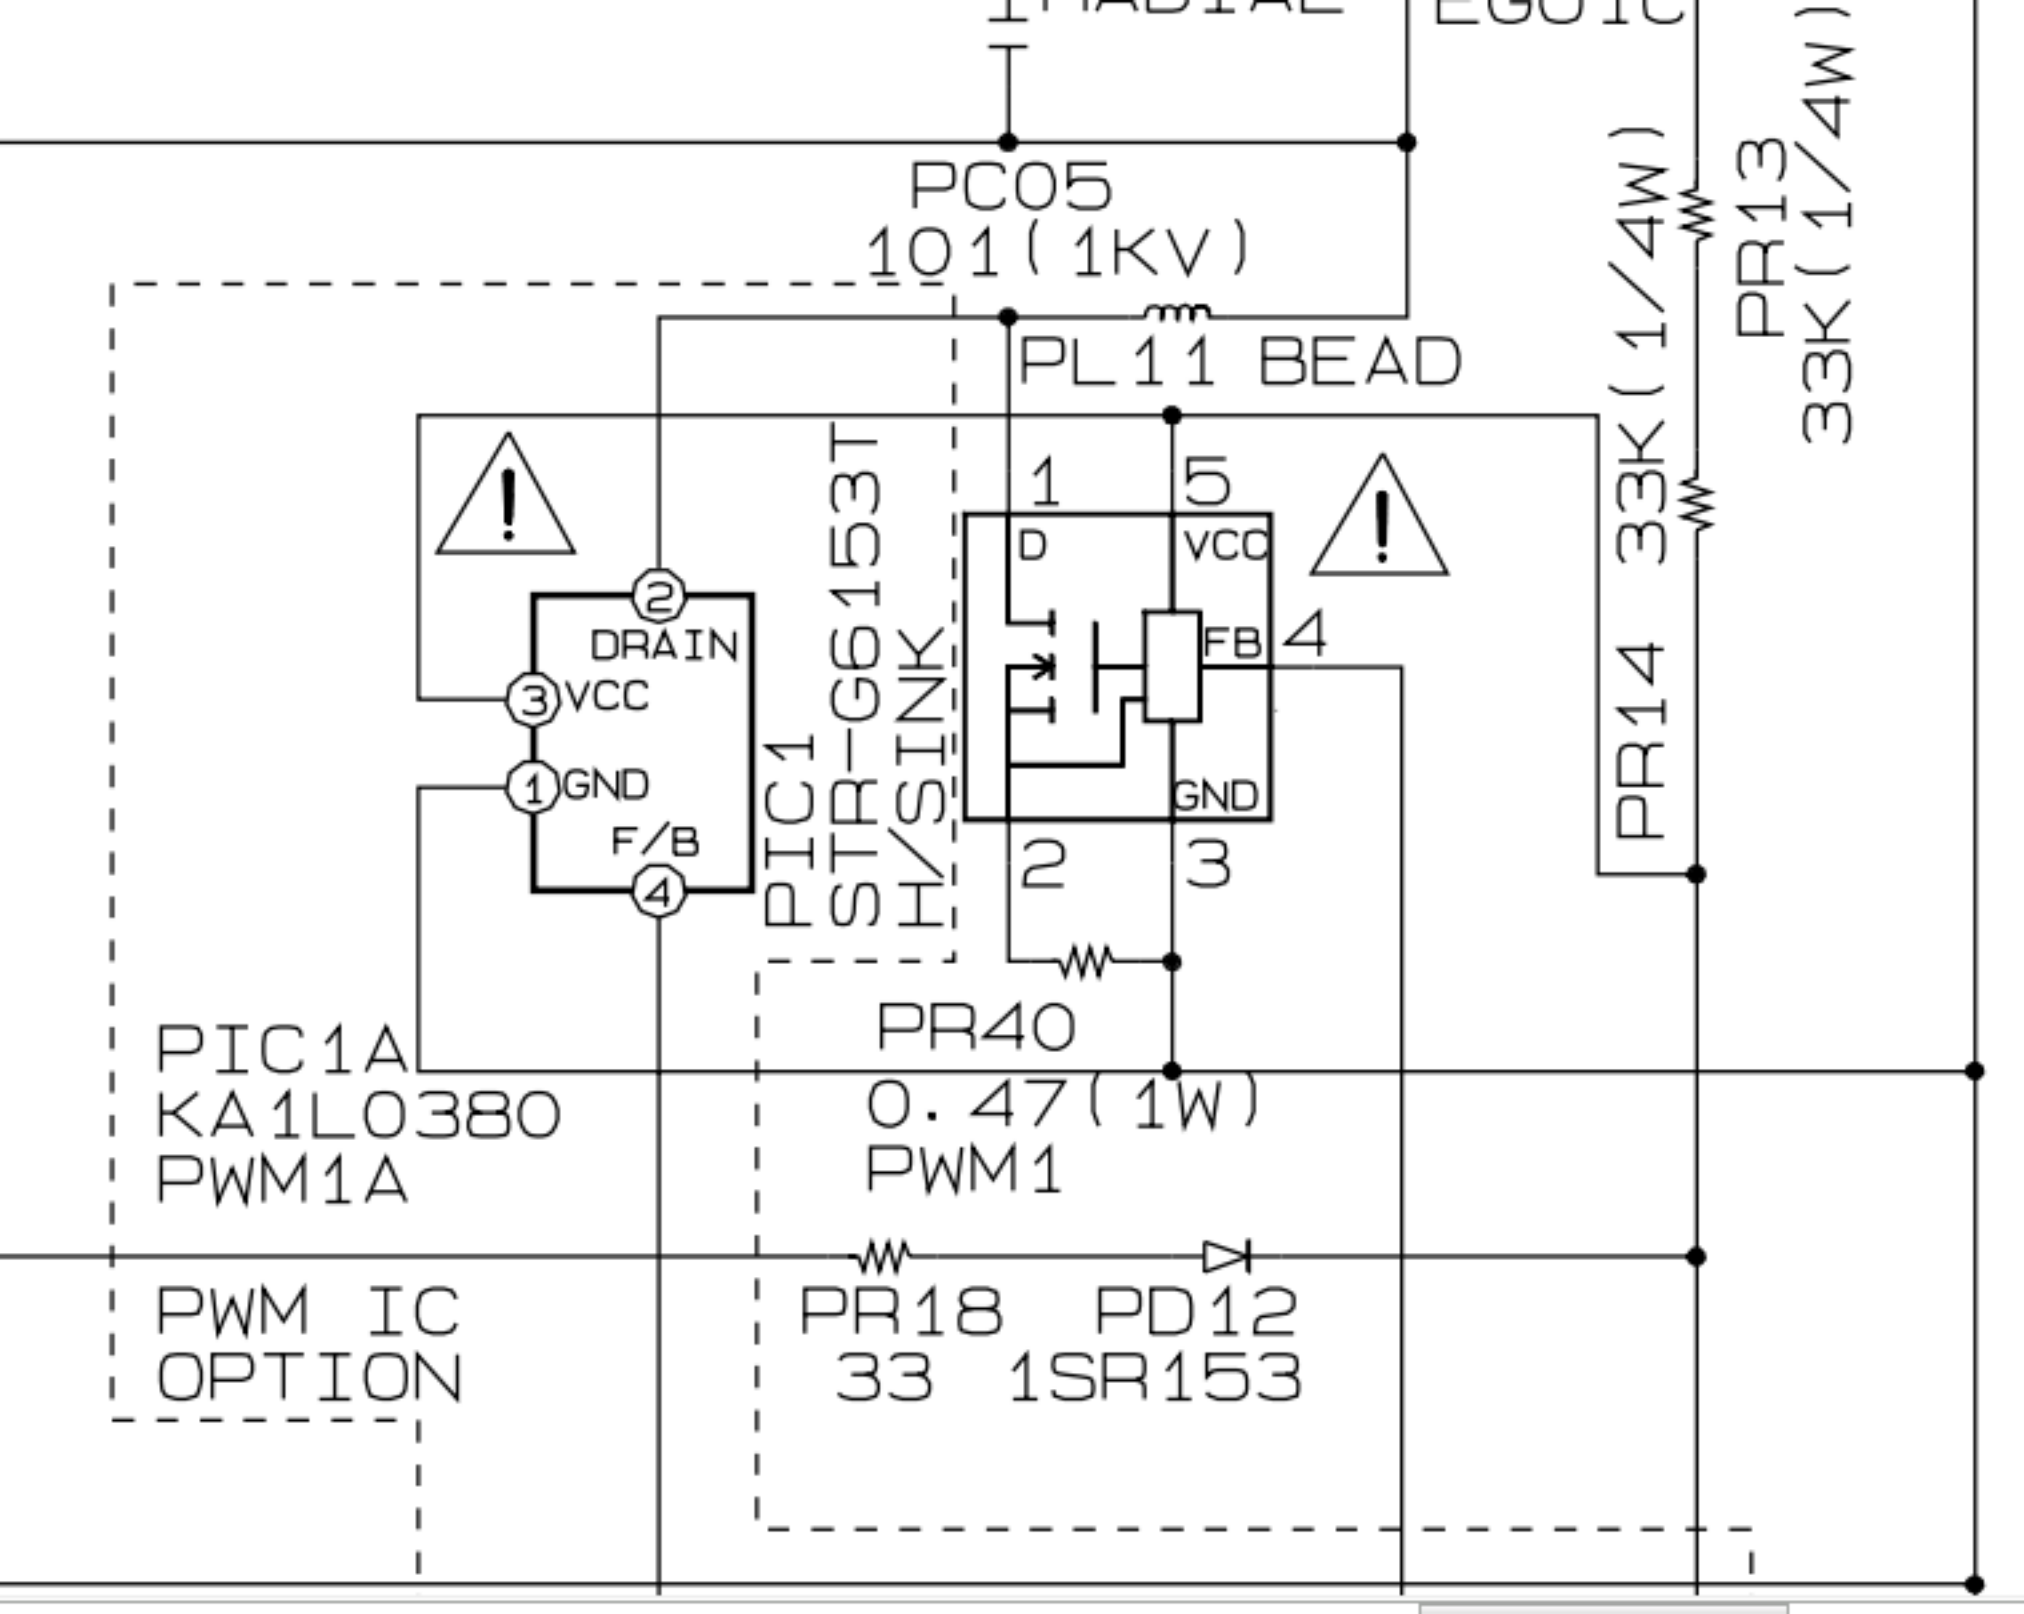 PC05
101(1KV)
PL11 BEAD
PR13
33K(1/4W)
PR14 33K(1/4W)
1
5
D
VCC
FB
4
GND
2
3
PIC1
STR-G6153T
H/SINK
2
DRAIN
3
VCC
1
GND
F/B
4
PR40
0.47(1W)
PWM1
PIC1A
KA1L0380
PWM1A
PR18
33
PD12
1SR153
PWM IC
OPTION